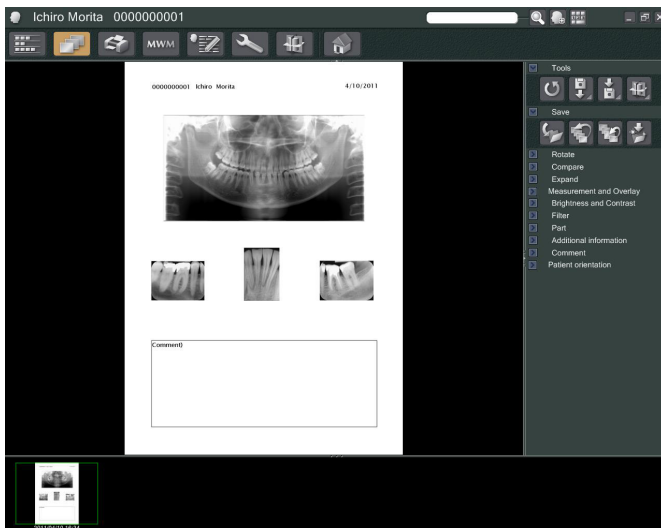 Ichiro Morita 0000000001
MWM
0000000001 Ichiro Morita 4/10/2011
Comment)
Tools
Save
Rotate
Compare
Expand
Measurement and Overlay
Brightness and Contrast
Filter
Part
Additional information
Comment
Patient orientation